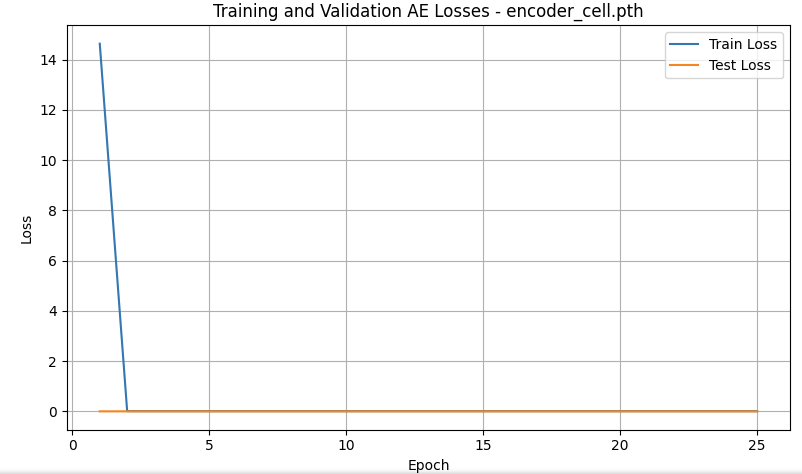 Training and Validation AE Losses - encoder_cell.pth
Train Loss
Test Loss
14
12
10
8
6
4
2
0
Loss
0 5 10 15 20 25
Epoch